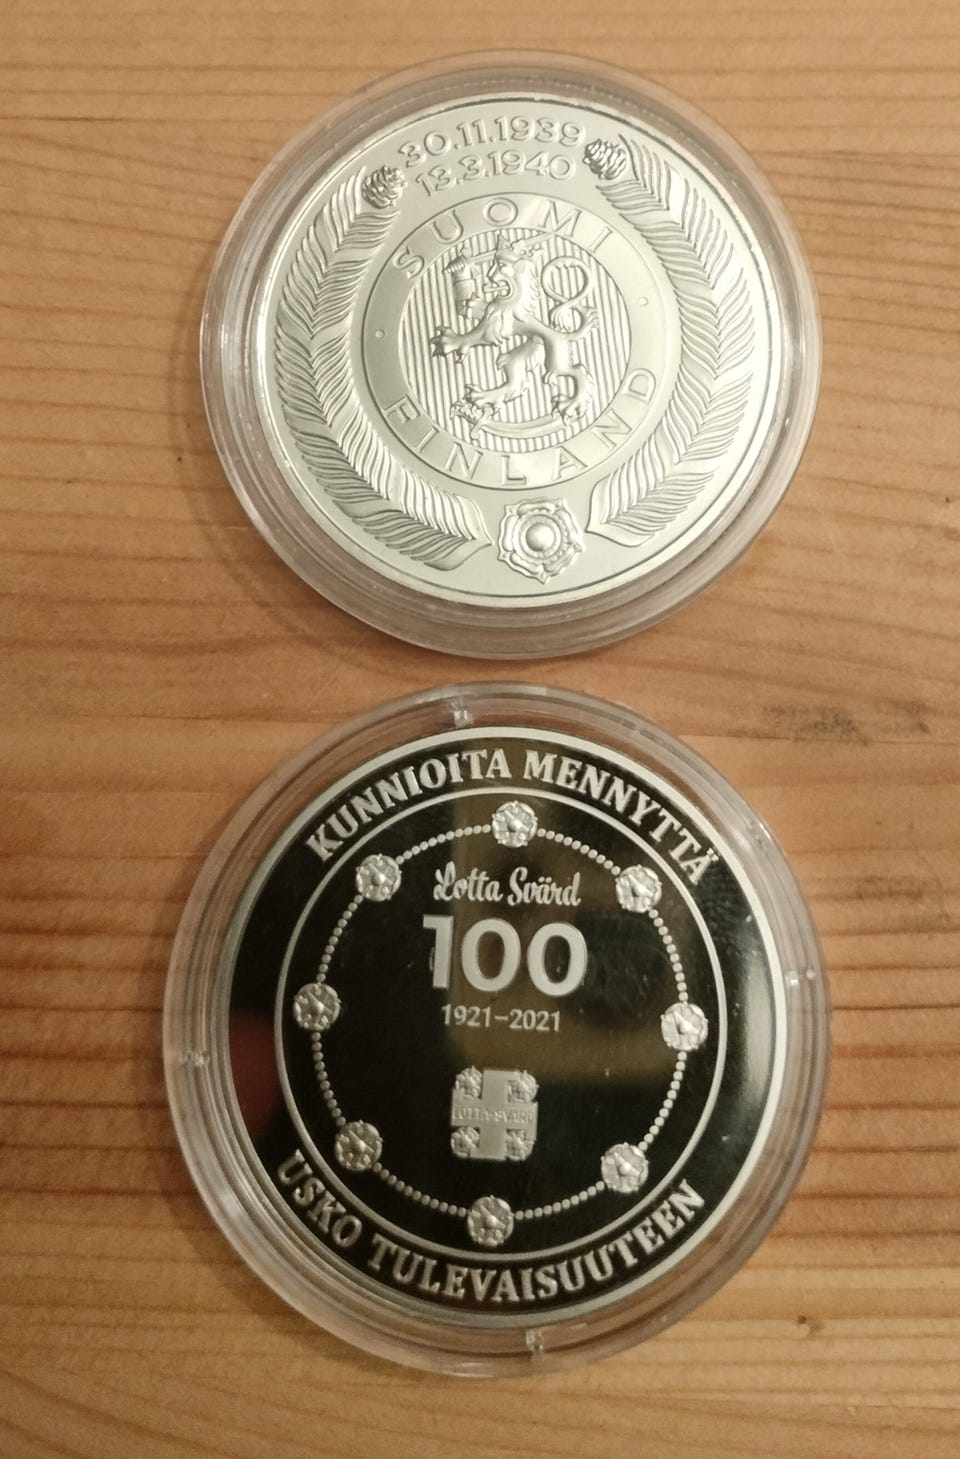 30.11.1939
13.3.1940
SUOMI
FINLAND
KUNNIOITA MENNYTTÄ
Lotta Svärd
100
1921-2021
LOTTA-SVÄRD
USKO TULEVAISUUTEEN